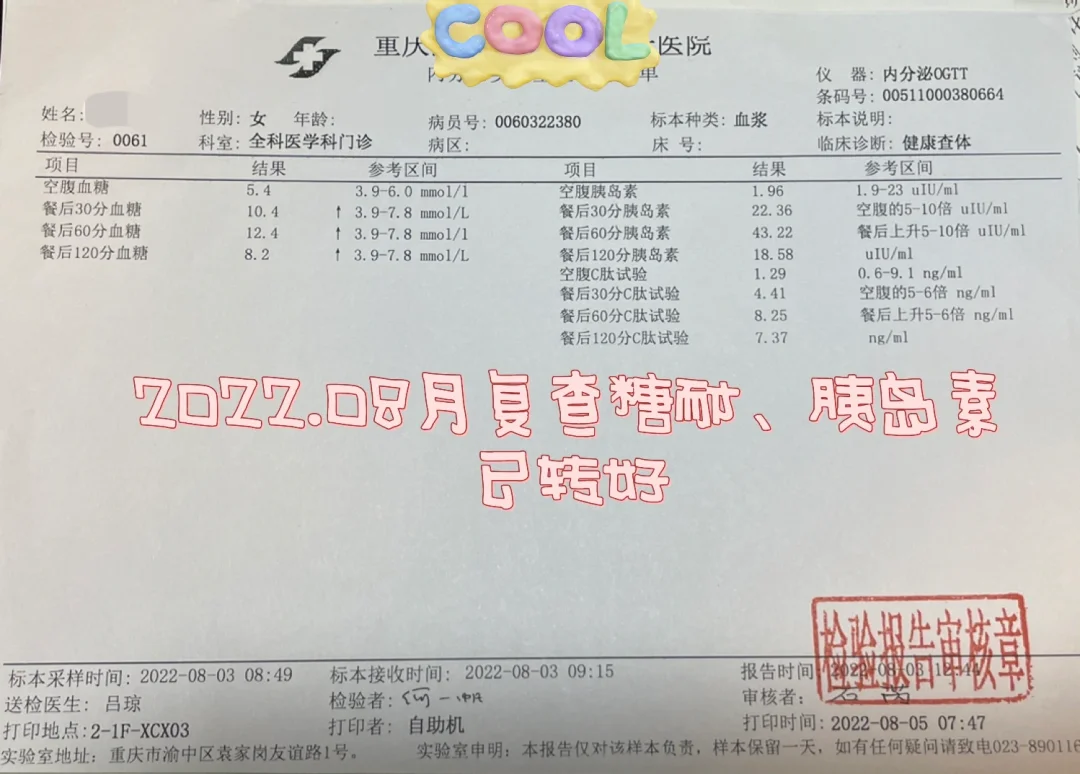 COOL
重庆 医院
单
仪 器: 内分泌OGTT
条码号: 00511000380664
姓名: 性别: 女 年龄: 病员号: 0060322380 标本种类: 血浆 标本说明:
检验号: 0061 科室: 全科医学科门诊 病区: 床 号: 临床诊断: 健康查体
项目 结果 参考区间 项目 结果 参考区间
空腹血糖 5.4 3.9-6.0 mmol/l 空腹胰岛素 1.96 1.9-23 uIU/ml
餐后30分血糖 10.4 ↑ 3.9-7.8 mmol/L 餐后30分胰岛素 22.36 空腹的5-10倍 uIU/ml
餐后60分血糖 12.4 ↑ 3.9-7.8 mmol/l 餐后60分胰岛素 43.22 餐后上升5-10倍 uIU/ml
餐后120分血糖 8.2 ↑ 3.9-7.8 mmol/L 餐后120分胰岛素 18.58 uIU/ml
空腹C肽试验 1.29 0.6-9.1 ng/ml
餐后30分C肽试验 4.41 空腹的5-6倍 ng/ml
餐后60分C肽试验 8.25 餐后上升5-6倍 ng/ml
餐后120分C肽试验 7.37 ng/ml
2022.08月复查糖耐、胰岛素
已转好
检验报告审核章
标本采样时间: 2022-08-03 08:49 标本接收时间: 2022-08-03 09:15 报告时间 2022-08-03 12:44
送检医生: 吕琼 检验者: 审核者:
打印地点:2-1F-XCX03 打印者: 自助机 打印时间: 2022-08-05 07:47
实验室地址: 重庆市渝中区袁家岗友谊路1号。 实验室申明: 本报告仅对该样本负责, 样本保留一天, 如有任何疑问请致电023-890116